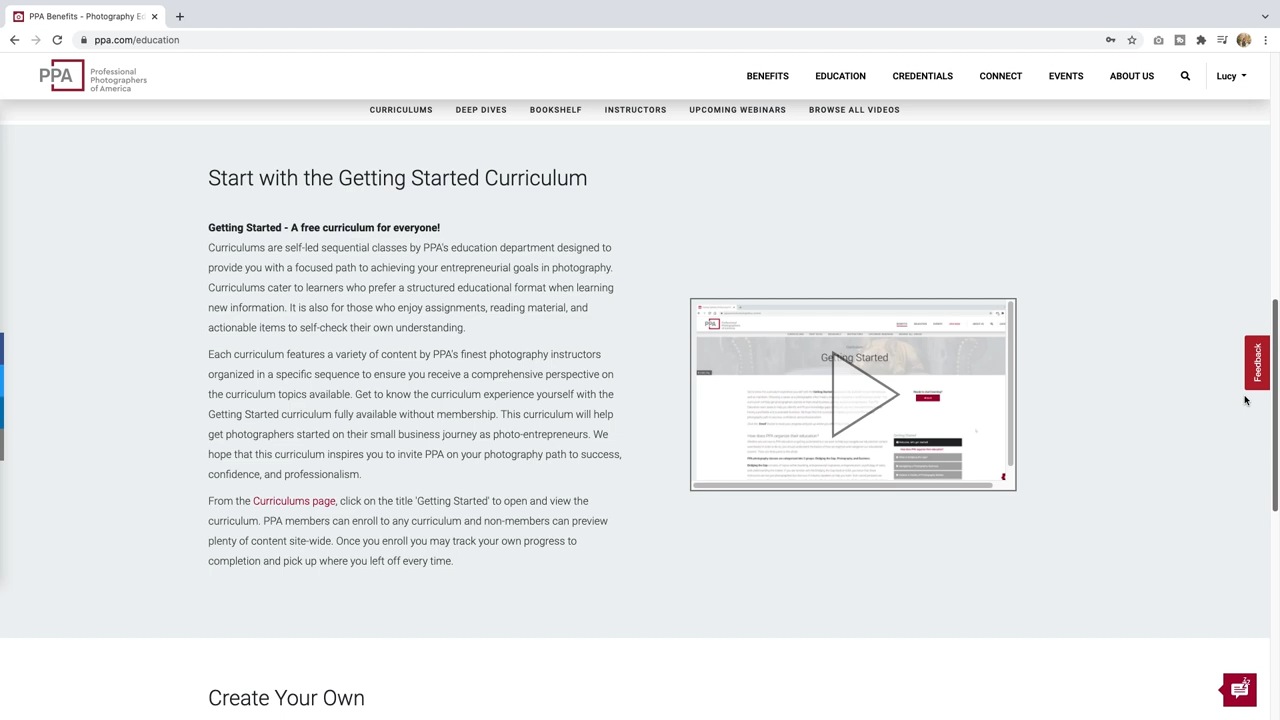 PPA Benefits - Photography Ed
ppa.com/education
PPA
Professional
Photographers
of America
BENEFITS
EDUCATION
CREDENTIALS
CONNECT
EVENTS
ABOUT US
Lucy
CURRICULUMS
DEEP DIVES
BOOKSHELF
INSTRUCTORS
UPCOMING WEBINARS
BROWSE ALL VIDEOS
Start with the Getting Started Curriculum
Getting Started - A free curriculum for everyone!
Curriculums are self-led sequential classes by PPA's education department designed to
provide you with a focused path to achieving your entrepreneurial goals in photography.
Curriculums cater to learners who prefer a structured educational format when learning
new information. It is also for those who enjoy assignments, reading material, and
actionable items to self-check their own understanding.
Each curriculum features a variety of content by PPA's finest photography instructors
organized in a specific sequence to ensure you receive a comprehensive perspective on
the curriculum topics available. Get to know the curriculum experience yourself with the
Getting Started curriculum fully available without membership. This curriculum will help
get photographers started on their small business journey as photopreneurs. We
hope that this curriculum inspires you to invite PPA on your photography path to success,
confidence, and professionalism.
From the Curriculums page, click on the title 'Getting Started' to open and view the
curriculum. PPA members can enroll to any curriculum and non-members can preview
plenty of content site-wide. Once you enroll you may track your own progress to
completion and pick up where you left off every time.
Getting Started
Feedback
Create Your Own